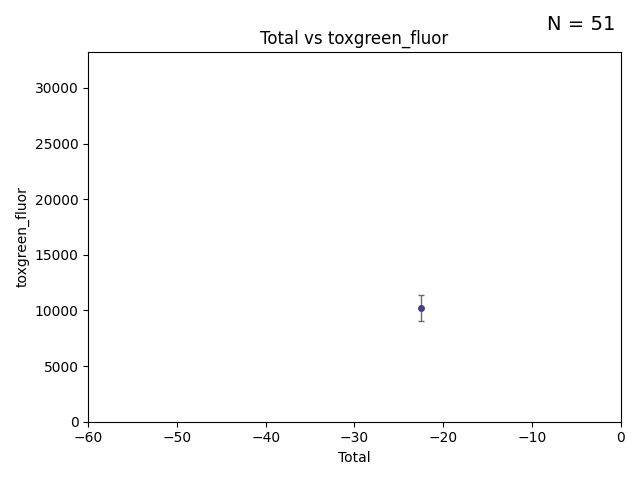 N = 51
Total vs toxgreen_fluor
30000
25000
20000
15000
10000
5000
0
toxgreen_fluor
−60 −50 −40 −30 −20 −10 0
Total